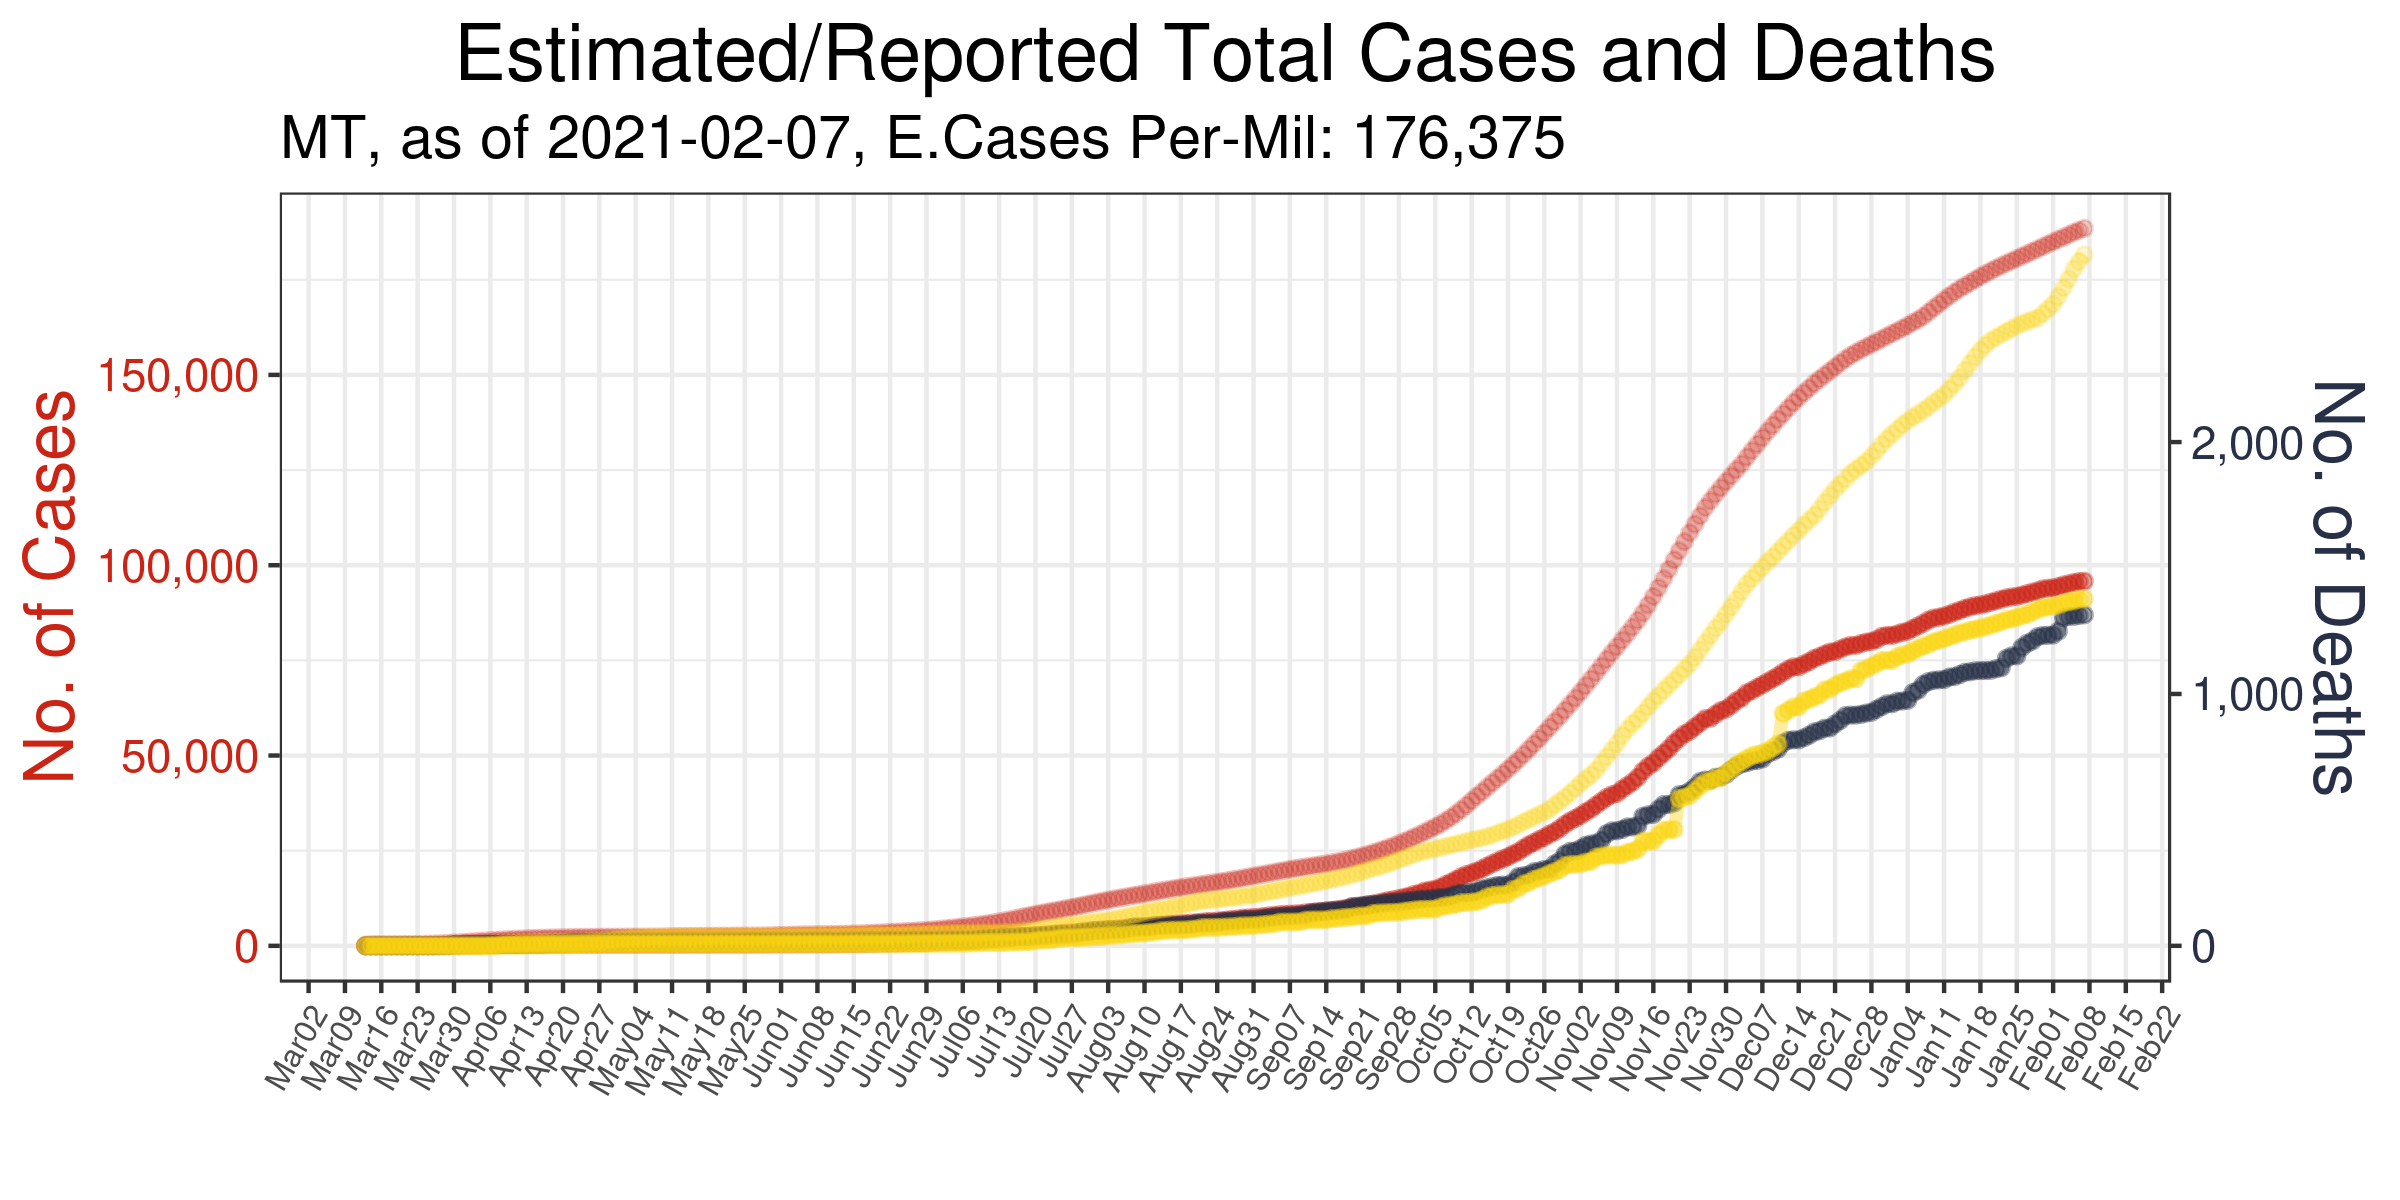 Estimated/Reported Total Cases and Deaths
MT, as of 2021-02-07, E.Cases Per-Mil: 176,375
No. of Cases
150,000
100,000
50,000
0
2,000
1,000
0
No. of Deaths
Mar02
Mar09
Mar16
Mar23
Mar30
Apr06
Apr13
Apr20
Apr27
May04
May11
May18
May25
Jun01
Jun08
Jun15
Jun22
Jun29
Jul06
Jul13
Jul20
Jul27
Aug03
Aug10
Aug17
Aug24
Aug31
Sep07
Sep14
Sep21
Sep28
Oct05
Oct12
Oct19
Oct26
Nov02
Nov09
Nov16
Nov23
Nov30
Dec07
Dec14
Dec21
Dec28
Jan04
Jan11
Jan18
Jan25
Feb01
Feb08
Feb15
Feb22